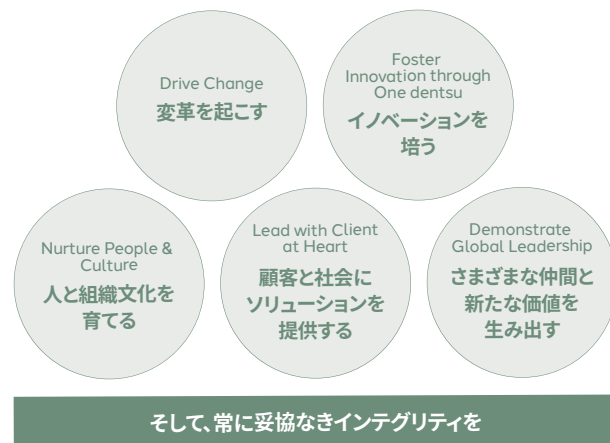 Drive Change
変革を起こす
Foster
Innovation through
One dentsu
イノベーションを
培う
Nurture People &
Culture
人と組織文化を
育てる
Lead with Client
at Heart
顧客と社会に
ソリューションを
提供する
Demonstrate
Global Leadership
さまざまな仲間と
新たな価値を
生み出す
そして、常に妥協なきインテグリティを